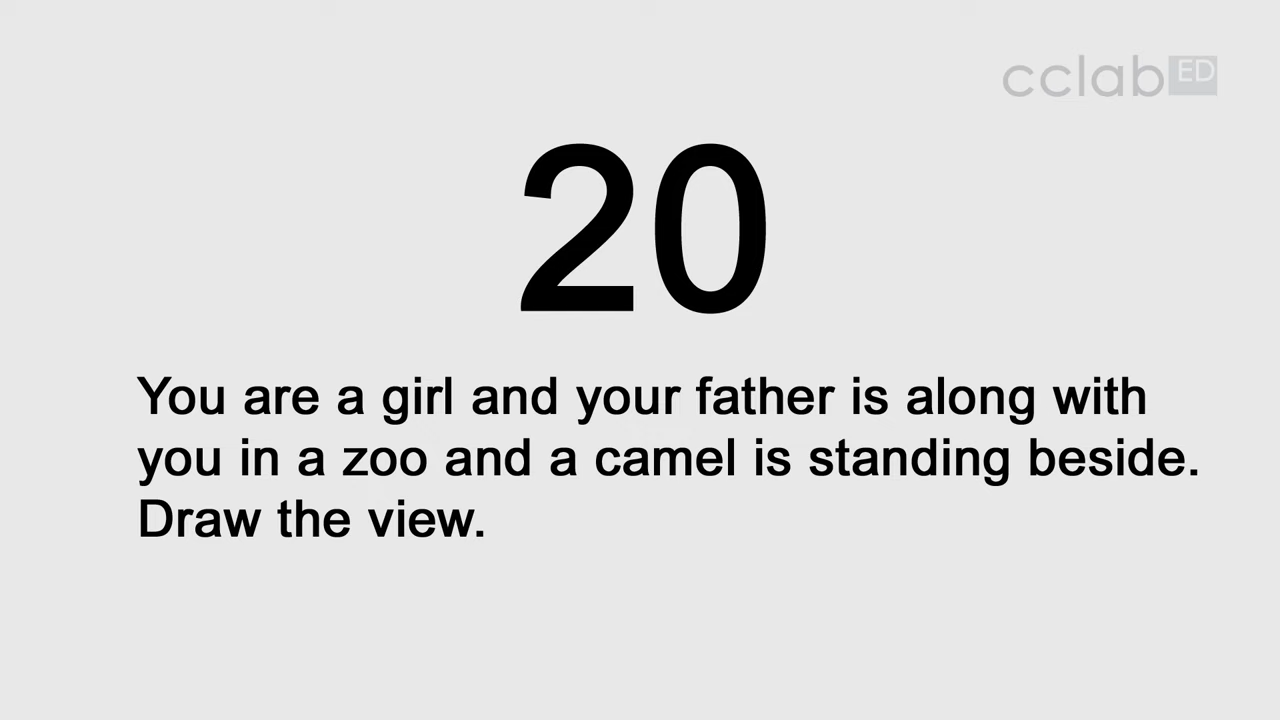 cclab ED
20
You are a girl and your father is along with
you in a zoo and a camel is standing beside.
Draw the view.